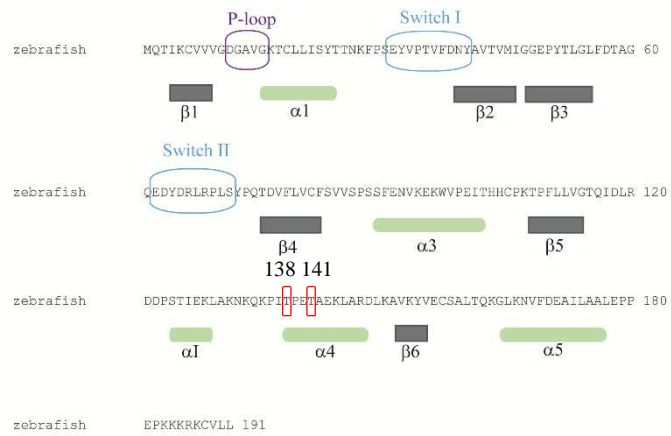 P-loop Switch I
zebrafish MQTIKCVVVGDGAVGKTCLLISYTTNKFPSEYVPTVFDNYAVTVMIGGEPYTLGLFDTAG 60
β1 α1 β2 β3
Switch II
zebrafish QEDYDRLRPLSYPQTDVFLVCFSVVSPSSFENVKEKWVPEITHHCPKTPFLLVGTQIDLR 120
β4 α3 β5
138 141
zebrafish DDPSTIEKLAKNKQKPITPETAEKLARDLKAVKYVECSALTQKGLKNVFDEAILAALEPP 180
αI α4 β6 α5
zebrafish EPKKKRKCVLL 191